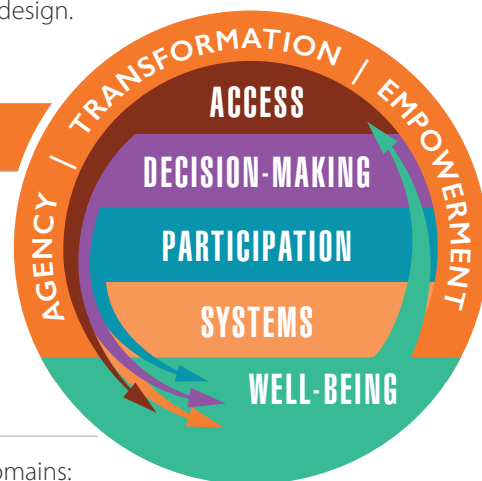 design.
AGENCY | TRANSFORMATION | EMPOWERMENT
ACCESS
DECISION-MAKING
PARTICIPATION
SYSTEMS
WELL-BEING
omains: